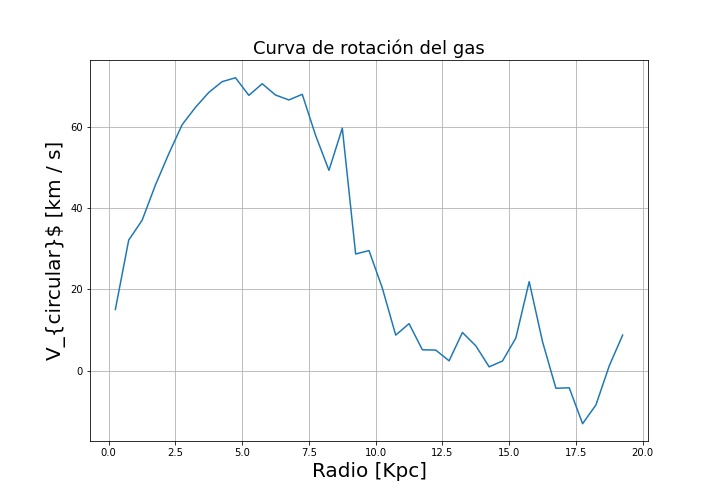 Curva de rotación del gas
V_{circular}$ [km / s]
60
40
20
0
0.0 2.5 5.0 7.5 10.0 12.5 15.0 17.5 20.0
Radio [Kpc]